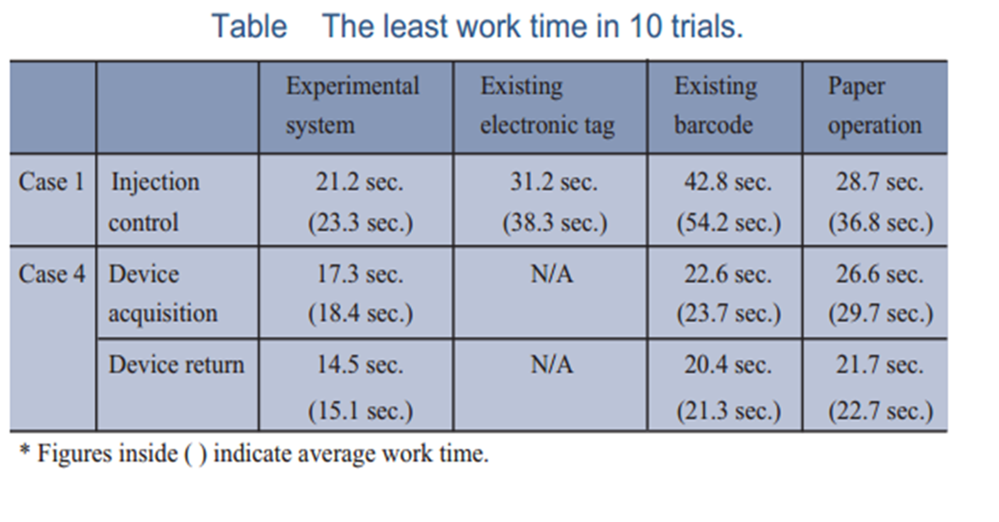 Table The least work time in 10 trials.
Experimental system
Existing electronic tag
Existing barcode
Paper operation
Case 1
Injection control
21.2 sec.
(23.3 sec.)
31.2 sec.
(38.3 sec.)
42.8 sec.
(54.2 sec.)
28.7 sec.
(36.8 sec.)
Case 4
Device acquisition
17.3 sec.
(18.4 sec.)
N/A
22.6 sec.
(23.7 sec.)
26.6 sec.
(29.7 sec.)
Device return
14.5 sec.
(15.1 sec.)
N/A
20.4 sec.
(21.3 sec.)
21.7 sec.
(22.7 sec.)
* Figures inside ( ) indicate average work time.